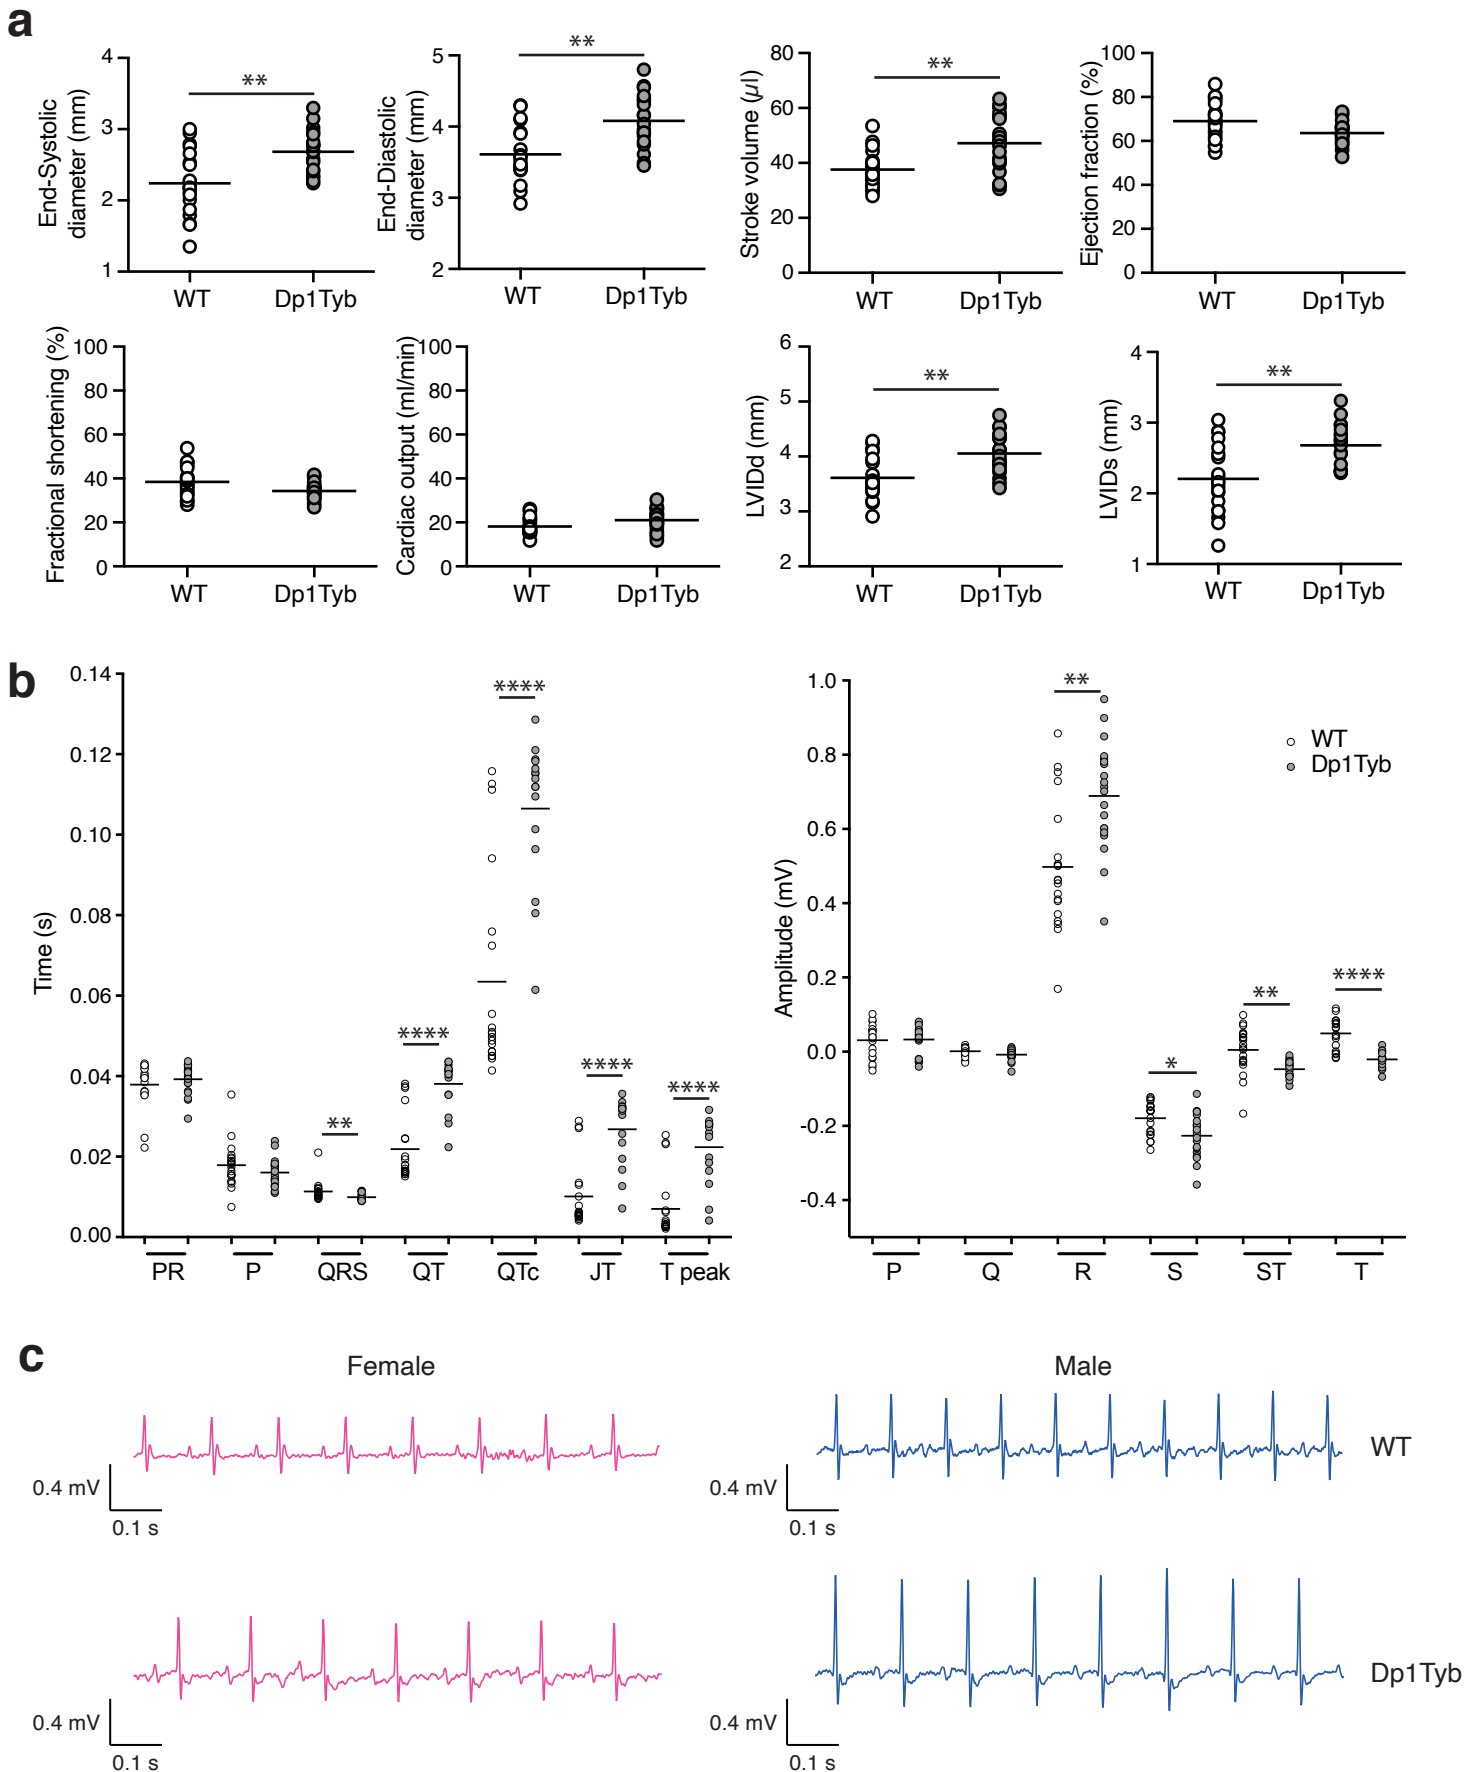 a
End-Systolic
diameter (mm)
4
3
2
1
**
WT
Dp1Tyb
End-Diastolic
diameter (mm)
5
4
3
2
**
WT
Dp1Tyb
Stroke volume (µl)
80
60
40
20
0
**
WT
Dp1Tyb
Ejection fraction (%)
100
80
60
40
20
0
WT
Dp1Tyb
Fractional shortening (%)
100
80
60
40
20
0
WT
Dp1Tyb
Cardiac output (ml/min)
100
80
60
40
20
0
WT
Dp1Tyb
LVIDd (mm)
6
5
4
3
2
**
WT
Dp1Tyb
LVIDs (mm)
4
3
2
1
**
WT
Dp1Tyb
b
Time (s)
0.14
0.12
0.10
0.08
0.06
0.04
0.02
0.00
**
****
****
****
****
PR
P
QRS
QT
QTc
JT
T peak
Amplitude (mV)
1.0
0.8
0.6
0.4
0.2
0.0
-0.2
-0.4
**
*
**
****
WT
Dp1Tyb
P
Q
R
S
ST
T
c
Female
Male
WT
0.4 mV
0.1 s
0.4 mV
0.1 s
Dp1Tyb
0.4 mV
0.1 s
0.4 mV
0.1 s